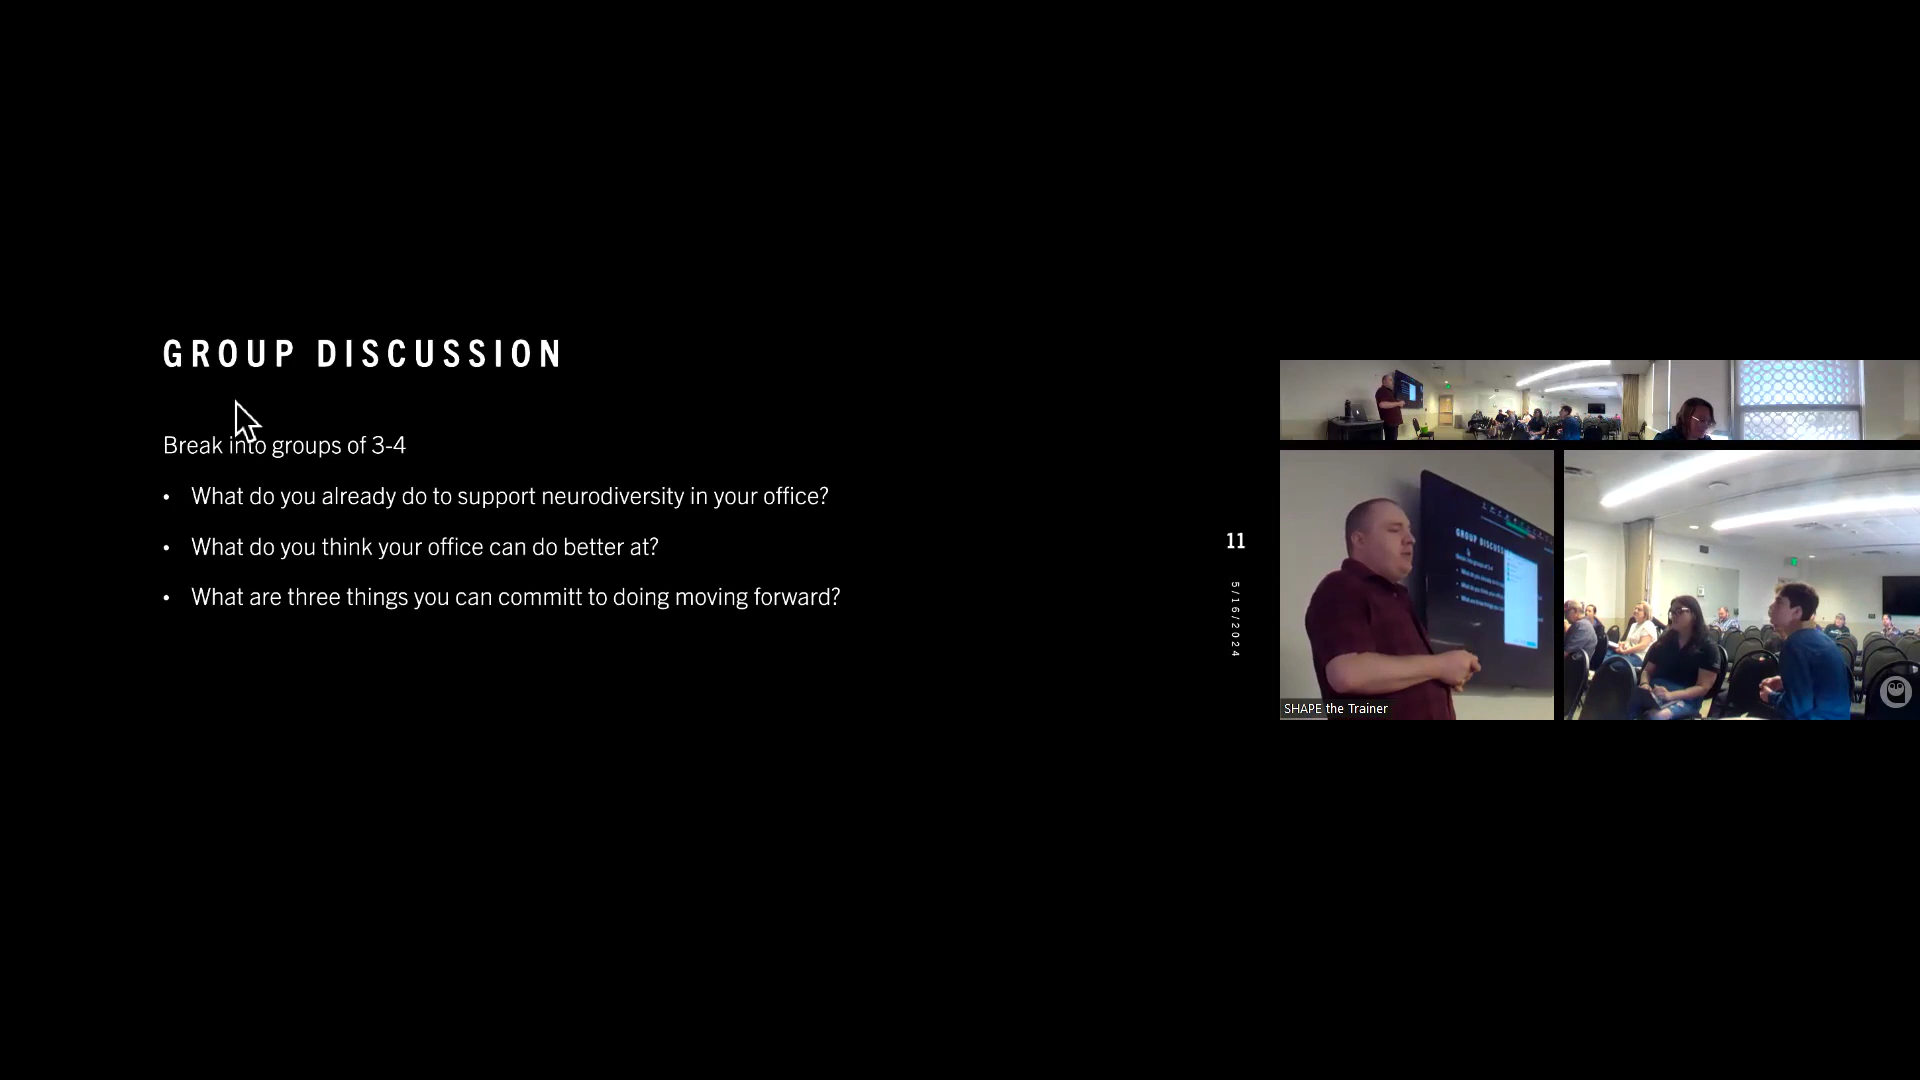 GROUP DISCUSSION
Break into groups of 3-4
• What do you already do to support neurodiversity in your office?
• What do you think your office can do better at?
• What are three things you can committ to doing moving forward?
11
5/16/2024
GROUP DISCUSS
SHAPE the Trainer